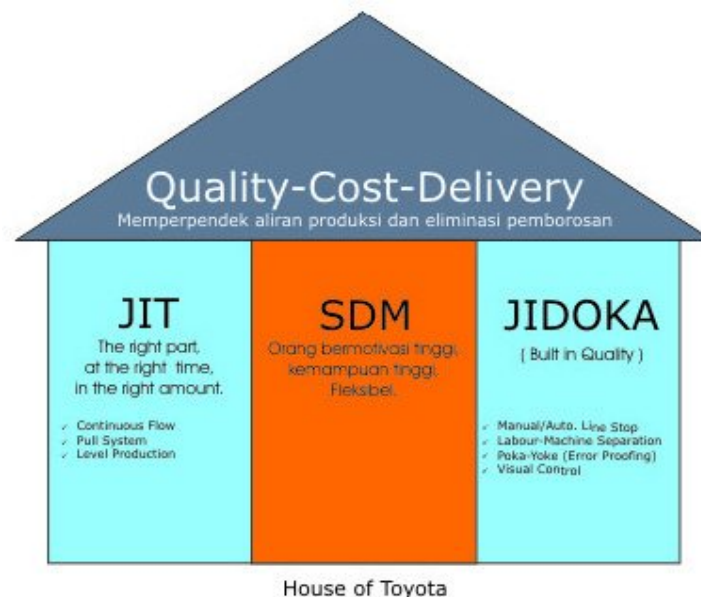 Quality-Cost-Delivery
Memperpendek aliran produksi dan eliminasi pemborosan
JIT
The right part,
at the right time,
in the right amount.
✓ Continuous Flow
✓ Pull System
✓ Level Production
SDM
Orang bermotivasi tinggi,
kemampuan tinggi,
Fleksibel.
JIDOKA
( Built in Quality )
✓ Manual/Auto. Line Stop
✓ Labour-Machine Separation
✓ Poka-Yoke (Error Proofing)
✓ Visual Control
House of Toyota